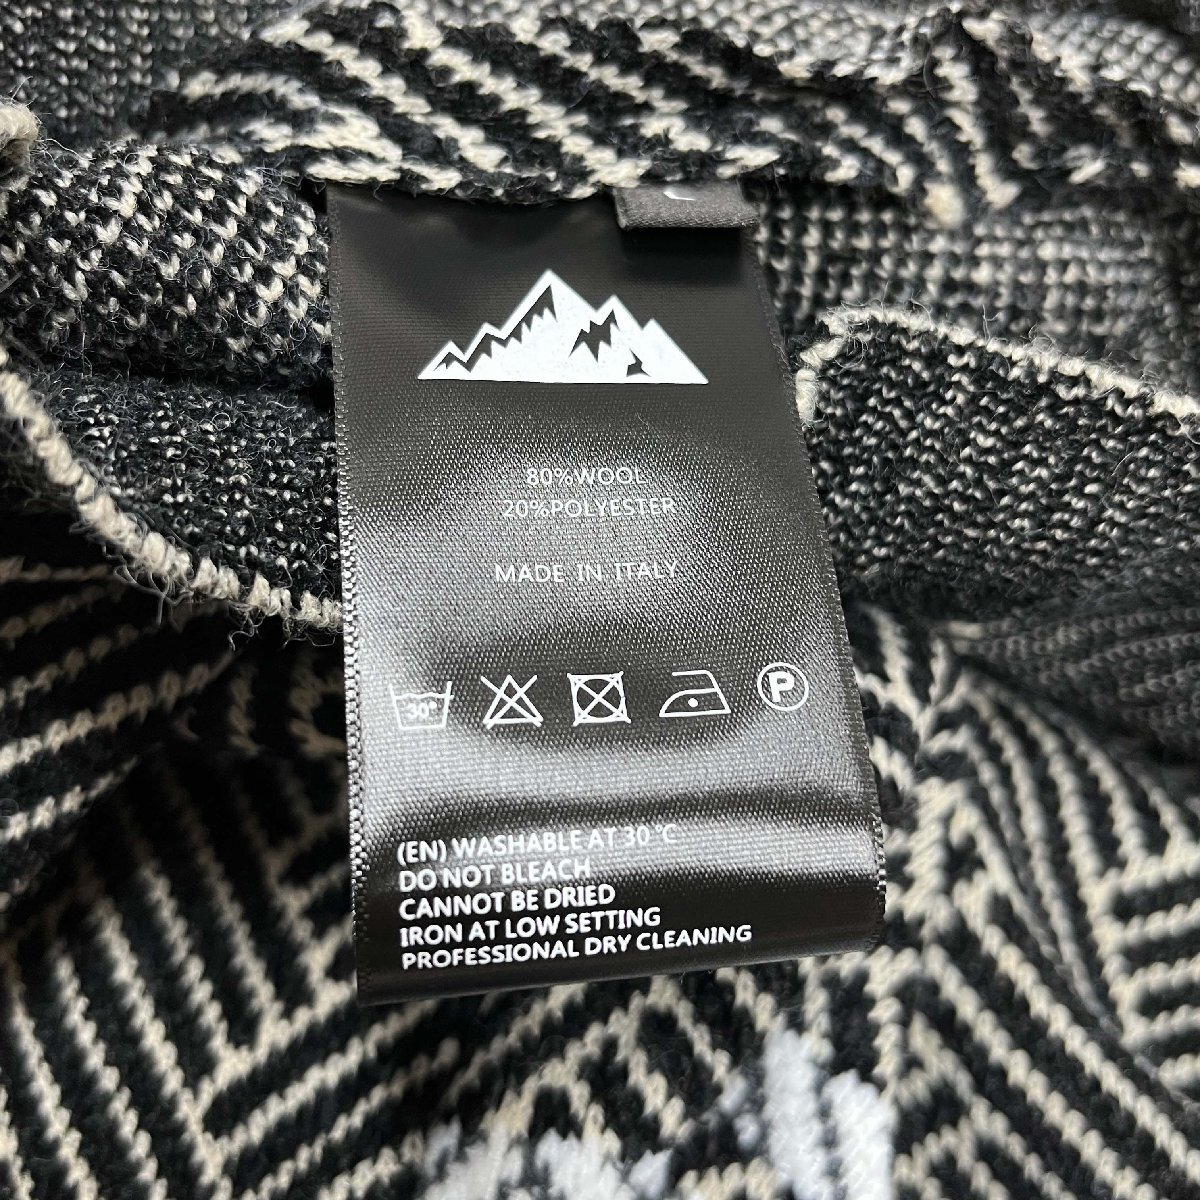 80%WOOL
20%POLYESTER
MADE IN ITALY
30°
P
(EN) WASHABLE AT 30 °C
DO NOT BLEACH
CANNOT BE DRIED
IRON AT LOW SETTING
PROFESSIONAL DRY CLEANING